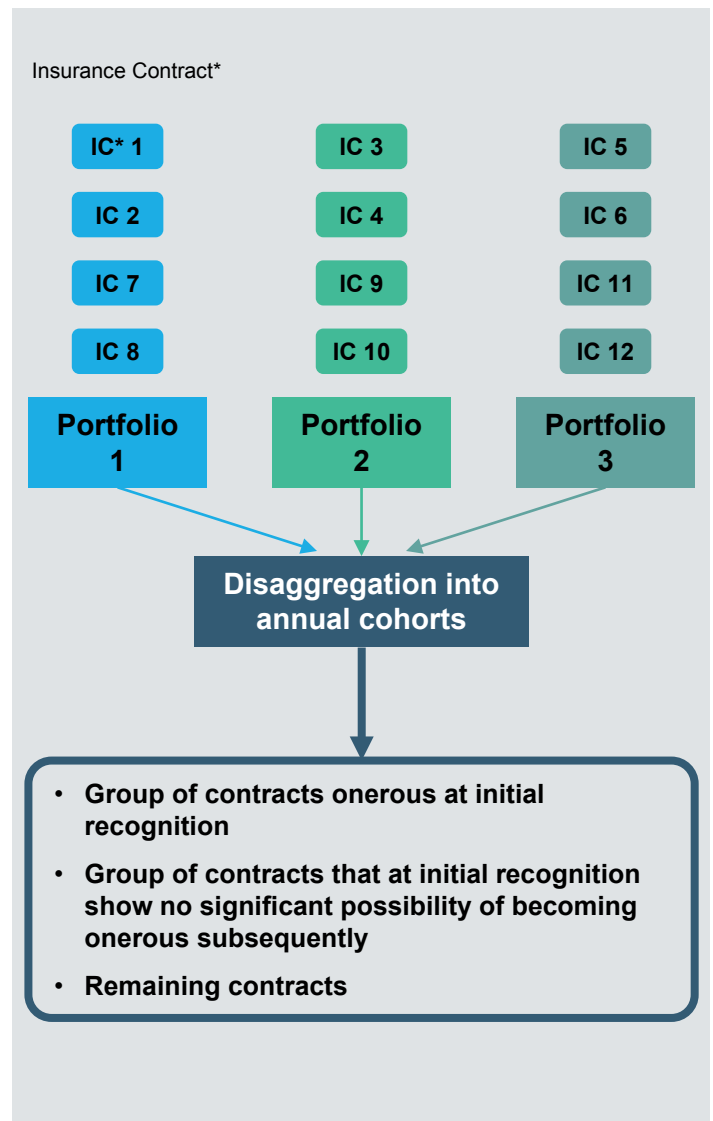 Insurance Contract*
IC* 1
IC 3
IC 5
IC 2
IC 4
IC 6
IC 7
IC 9
IC 11
IC 8
IC 10
IC 12
Portfolio
1
Portfolio
2
Portfolio
3
Disaggregation into
annual cohorts
• Group of contracts onerous at initial
recognition
• Group of contracts that at initial recognition
show no significant possibility of becoming
onerous subsequently
• Remaining contracts